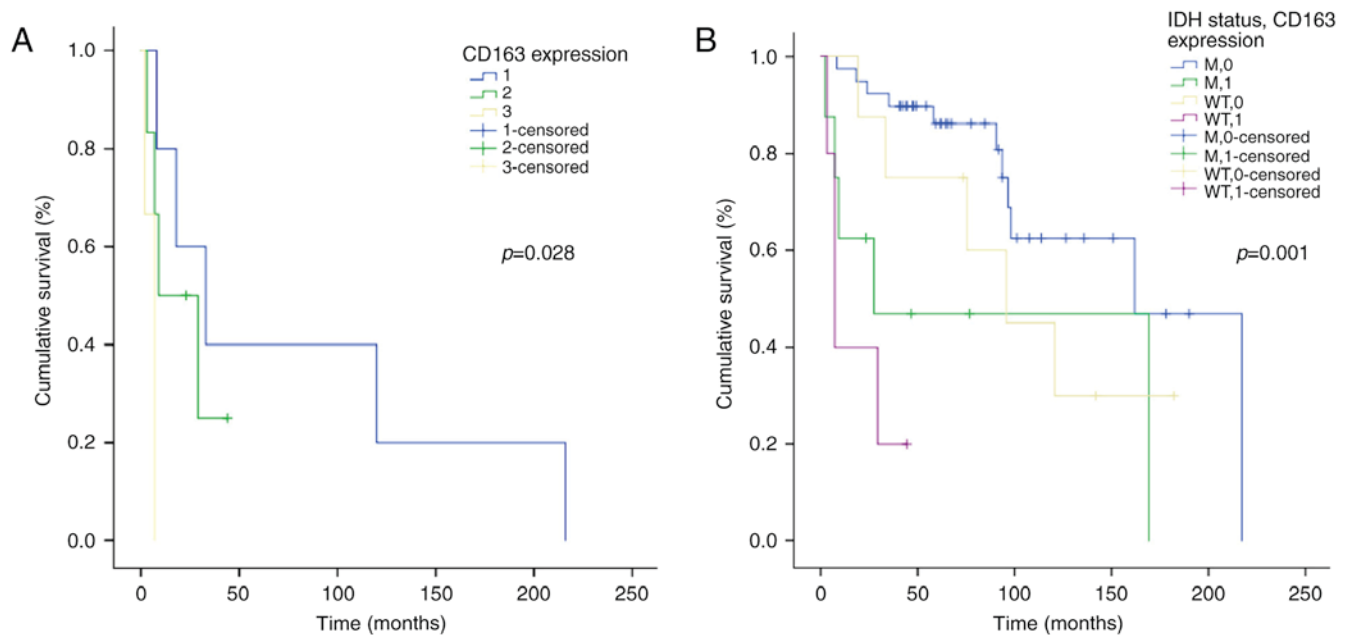 A
CD163 expression
1
2
3
1-censored
2-censored
3-censored
p=0.028
Cumulative survival (%)
1.0
0.8
0.6
0.4
0.2
0.0
0 50 100 150 200 250
Time (months)
B
IDH status, CD163
expression
M,0
M,1
WT,0
WT,1
M,0-censored
M,1-censored
WT,0-censored
WT,1-censored
p=0.001
Cumulative survival (%)
1.0
0.8
0.6
0.4
0.2
0.0
0 50 100 150 200 250
Time (months)